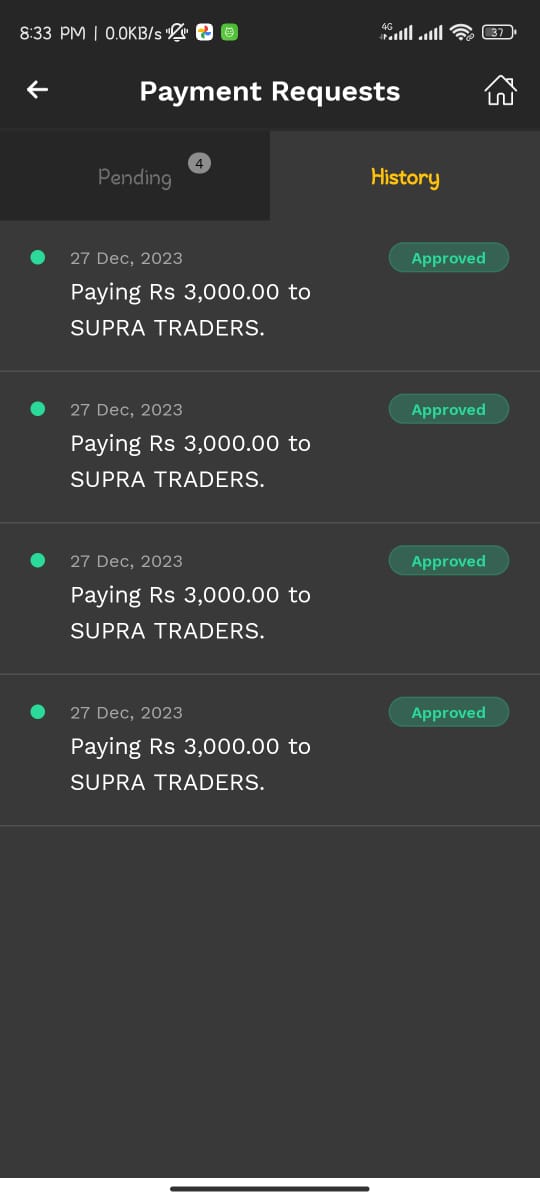 8:33 PM | 0.0KB/s 4G 37
Payment Requests
Pending 4 History
27 Dec, 2023 Approved
Paying Rs 3,000.00 to
SUPRA TRADERS.
27 Dec, 2023 Approved
Paying Rs 3,000.00 to
SUPRA TRADERS.
27 Dec, 2023 Approved
Paying Rs 3,000.00 to
SUPRA TRADERS.
27 Dec, 2023 Approved
Paying Rs 3,000.00 to
SUPRA TRADERS.